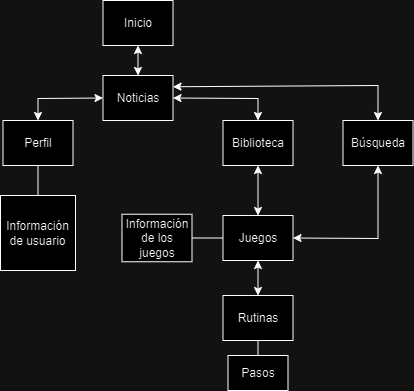 Inicio
Noticias
Perfil
Biblioteca
Búsqueda
Información
de usuario
Información
de los
juegos
Juegos
Rutinas
Pasos